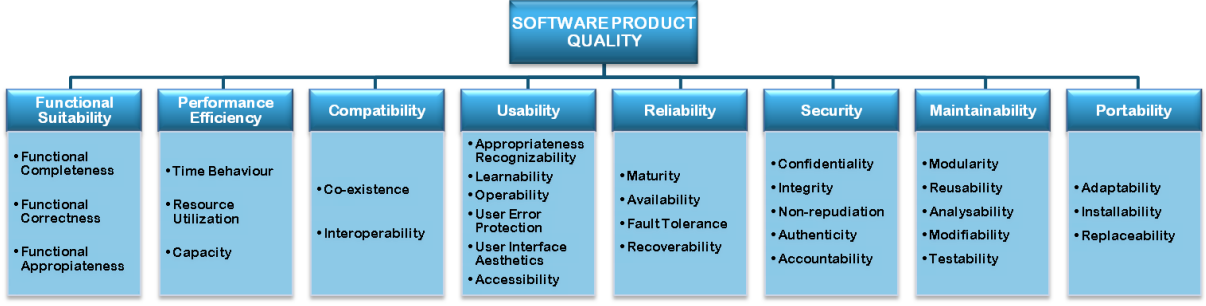 SOFTWARE PRODUCT
QUALITY
Functional
Suitability
• Functional
Completeness
• Functional
Correctness
• Functional
Appropiateness
Performance
Efficiency
• Time Behaviour
• Resource
Utilization
• Capacity
Compatibility
• Co-existence
• Interoperability
Usability
• Appropriateness
Recognizability
• Learnability
• Operability
• User Error
Protection
• User Interface
Aesthetics
• Accessibility
Reliability
• Maturity
• Availability
• Fault Tolerance
• Recoverability
Security
• Confidentiality
• Integrity
• Non-repudiation
• Authenticity
• Accountability
Maintainability
• Modularity
• Reusability
• Analysability
• Modifiability
• Testability
Portability
• Adaptability
• Installability
• Replaceability